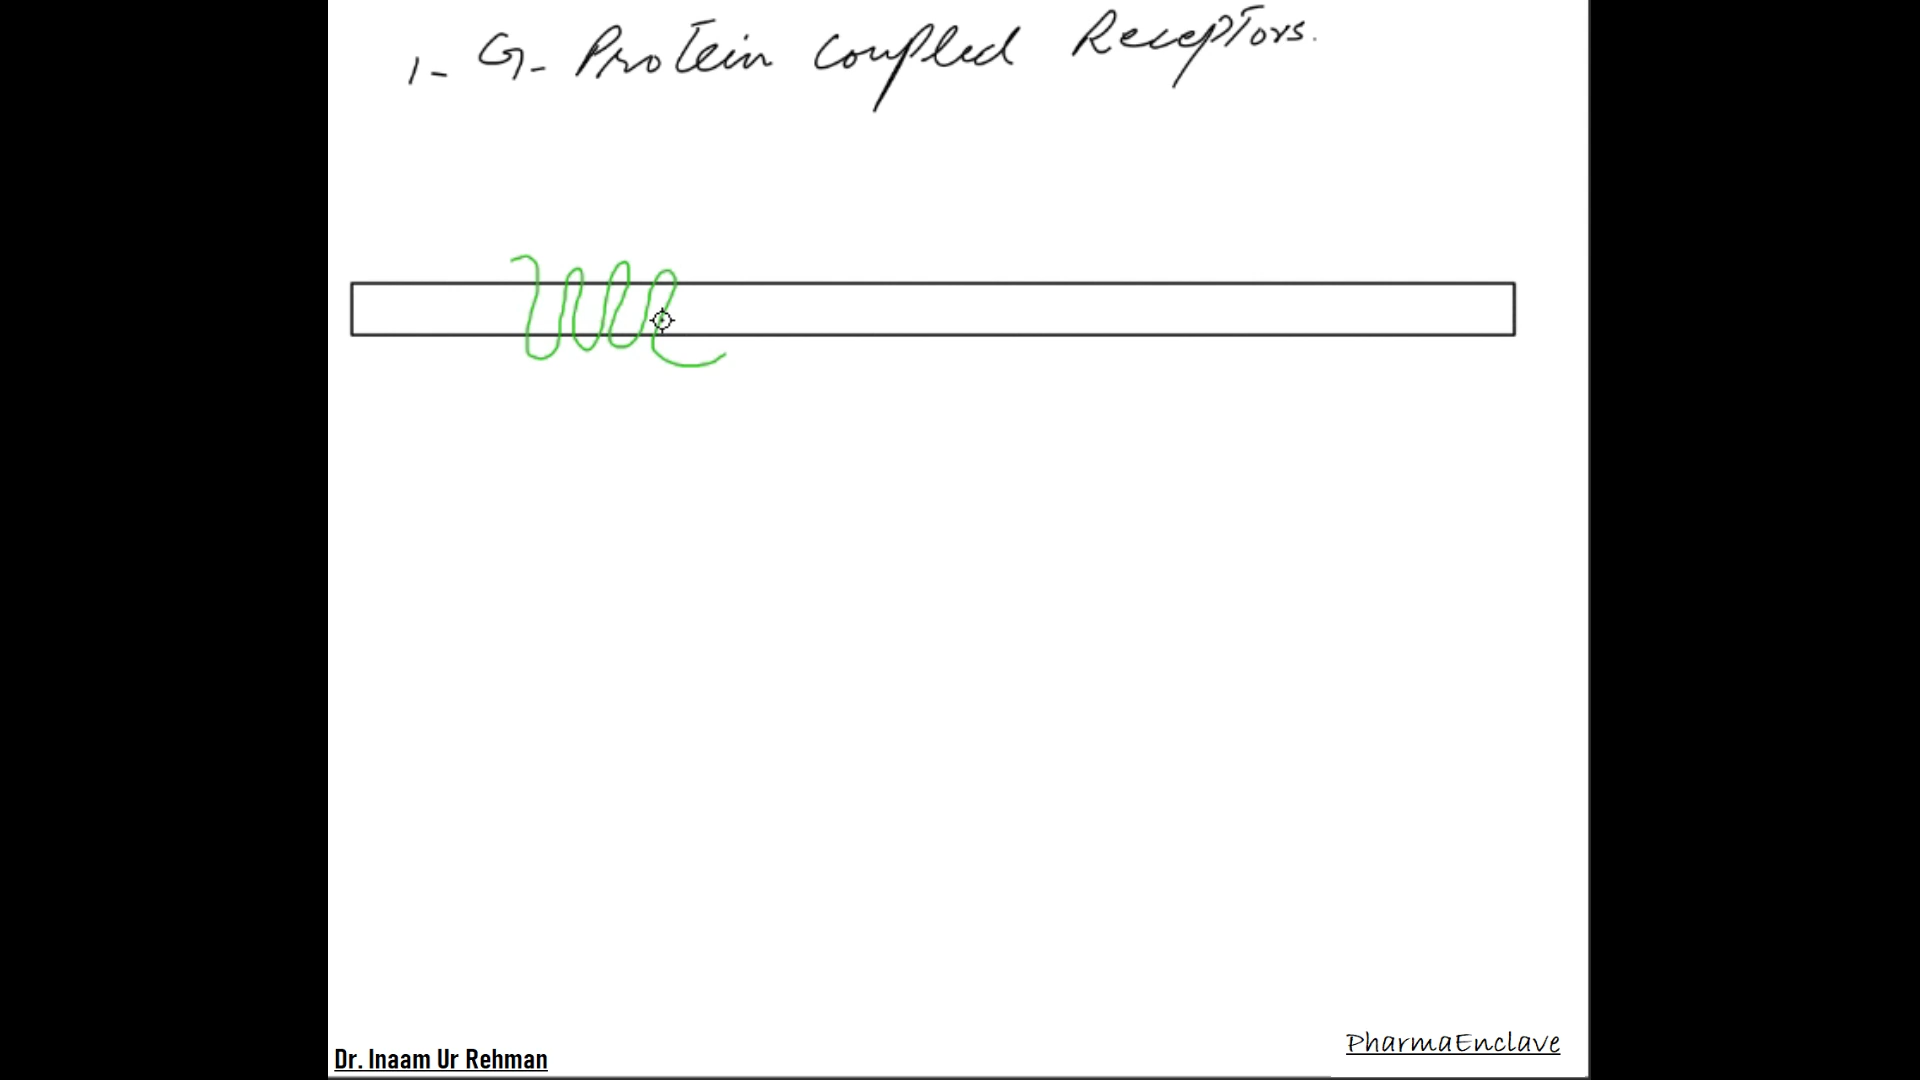 1- G- Protein Coupled Receptors.
Dr. Inaam Ur Rehman
PharmaEnclave